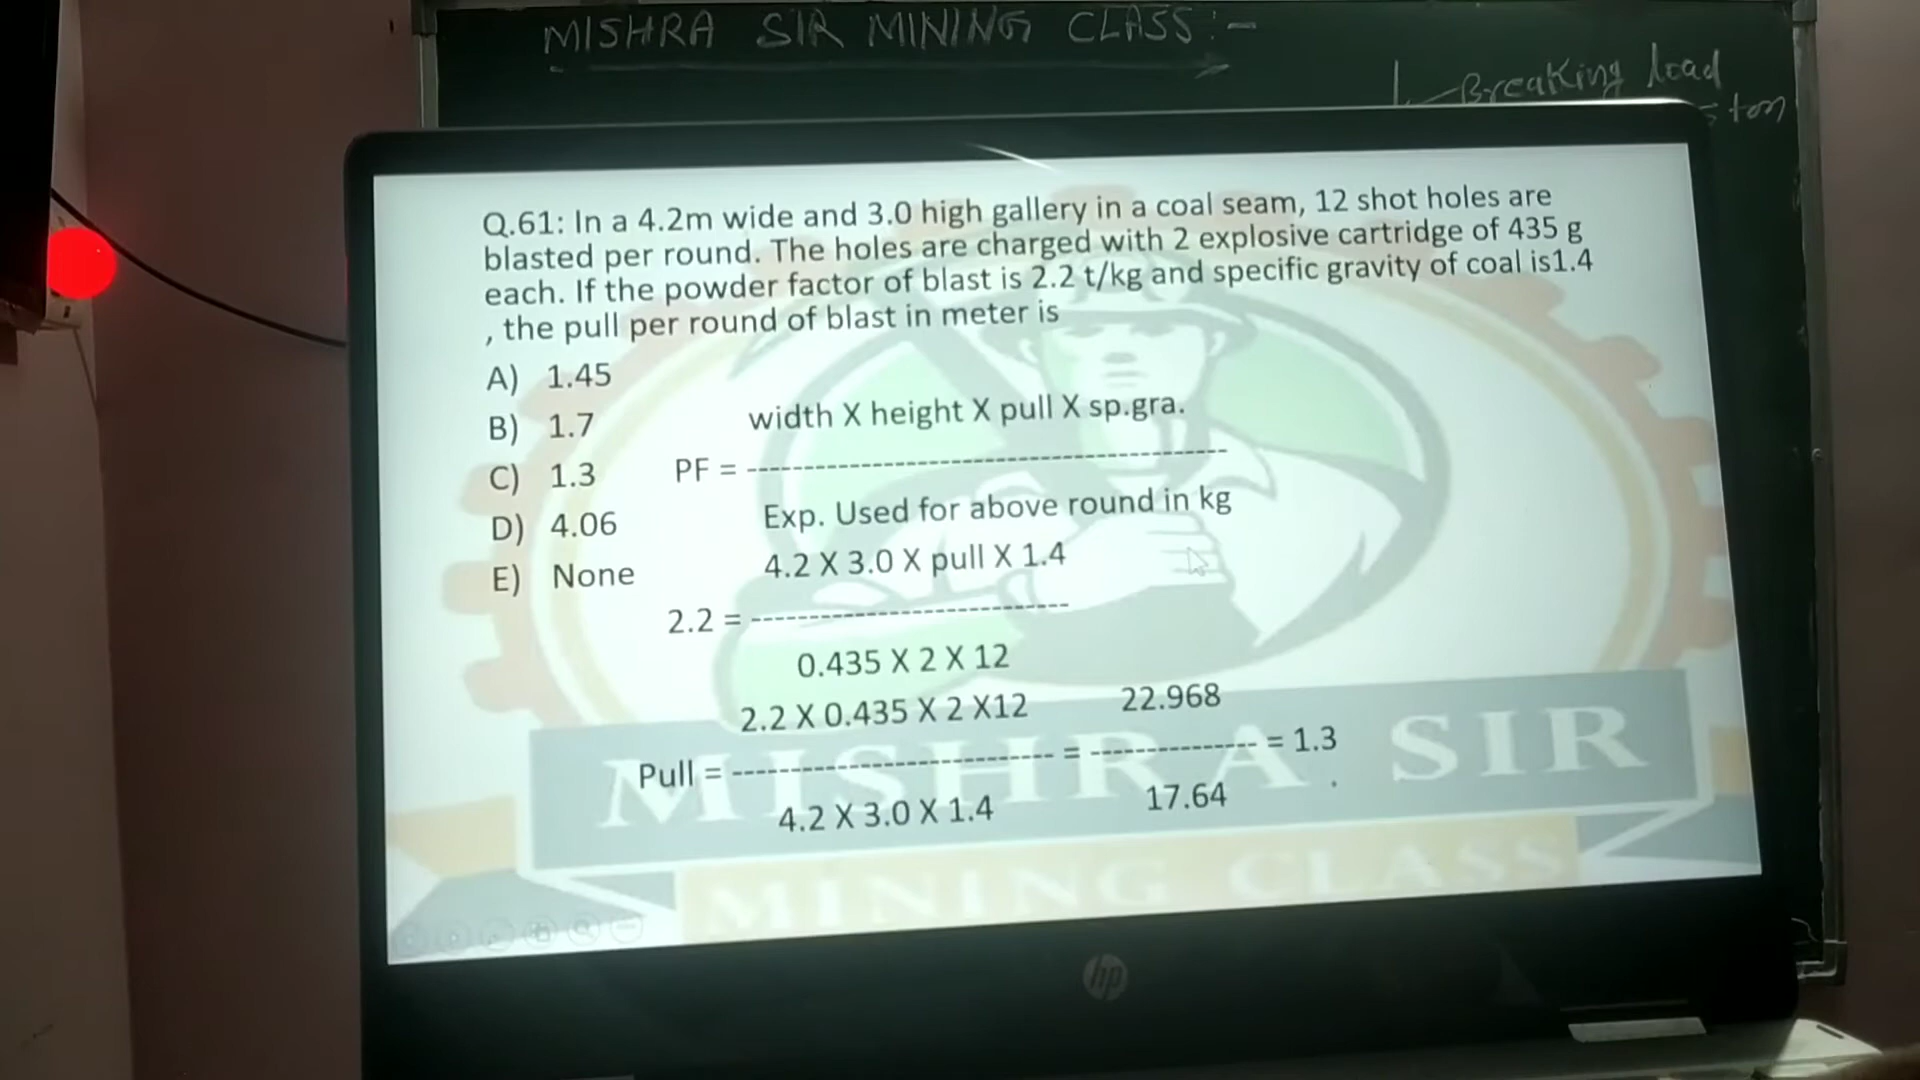 MISHRA SIR MINING CLASS:-
Breaking load
= ton
Q.61: In a 4.2m wide and 3.0 high gallery in a coal seam, 12 shot holes are
blasted per round. The holes are charged with 2 explosive cartridge of 435 g
each. If the powder factor of blast is 2.2 t/kg and specific gravity of coal is1.4
, the pull per round of blast in meter is
A) 1.45
B) 1.7
C) 1.3
D) 4.06
E) None
width X height X pull X sp.gra.
PF = ----------------------------------------
Exp. Used for above round in kg
4.2 X 3.0 X pull X 1.4
2.2 = ---------------------------
0.435 X 2 X 12
2.2 X 0.435 X 2 X12 22.968
Pull = --------------------------- = -------------- = 1.3
4.2 X 3.0 X 1.4 17.64
MISHRA SIR
MINING CLASS
hp